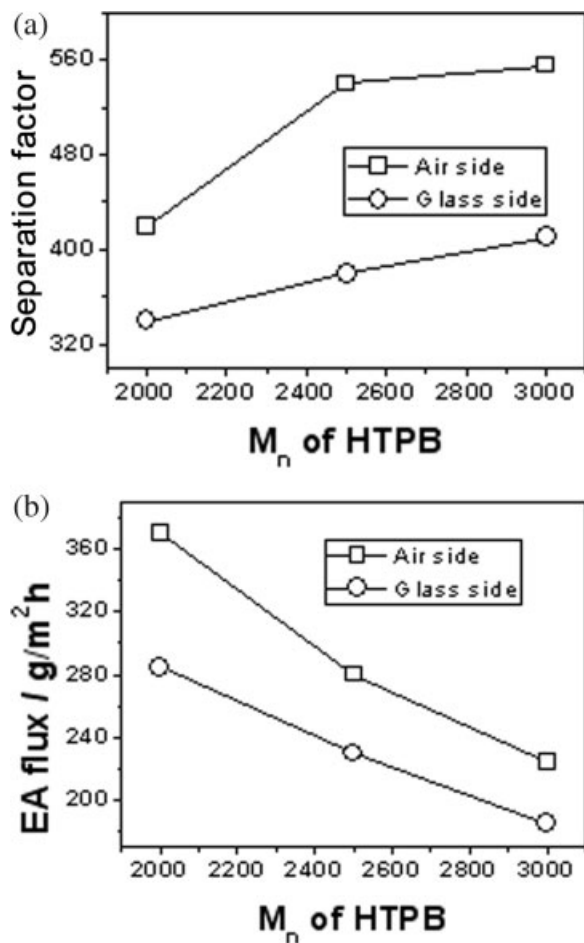 (a)
Separation factor
560
480
400
320
Air side
Glass side
2000 2200 2400 2600 2800 3000
Mn of HTPB
(b)
EA flux / g/m²h
360
320
280
240
200
Air side
Glass side
2000 2200 2400 2600 2800 3000
Mn of HTPB